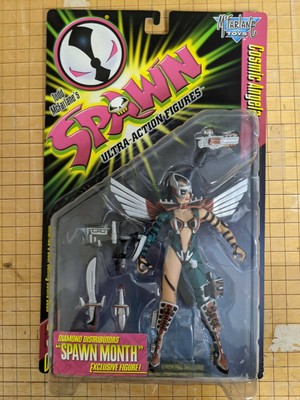 McFARLANE
TOYS
Cosmic Angela
Todd
McFarlane's
SPAWN
ULTRA-ACTION FIGURES
DIAMOND DISTRIBUTORS
"SPAWN MONTH"
EXCLUSIVE FIGURE!